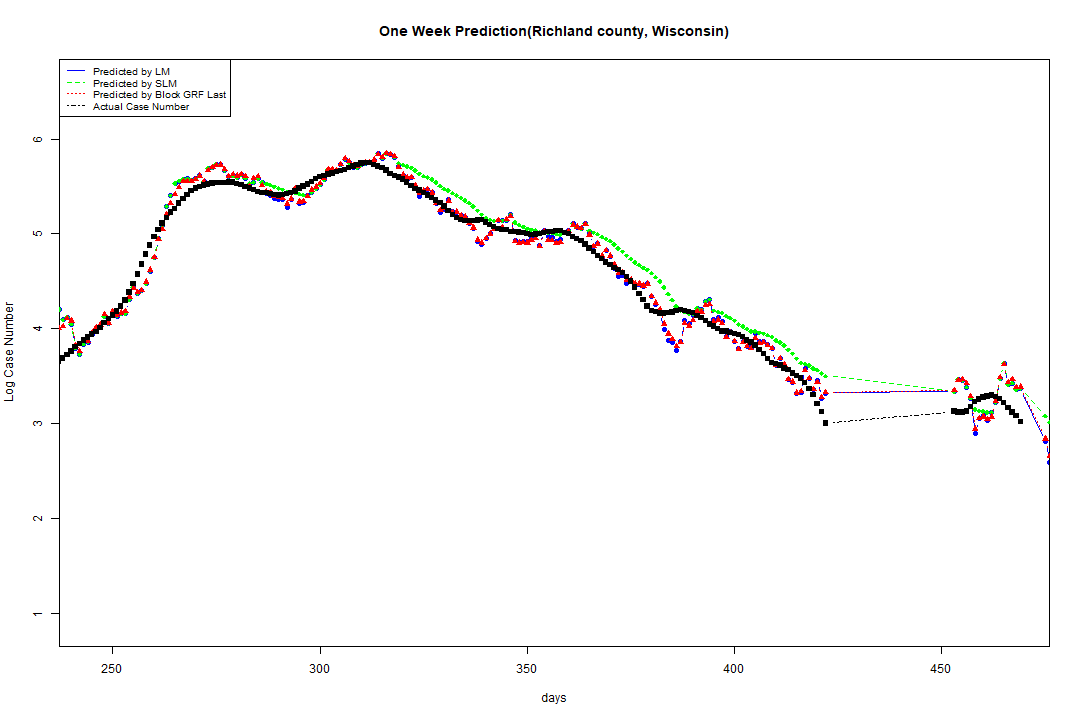 One Week Prediction(Richland county, Wisconsin)
Predicted by LM
Predicted by SLM
Predicted by Block GRF Last
Actual Case Number
6
5
4
3
2
1
Log Case Number
250 300 350 400 450
days